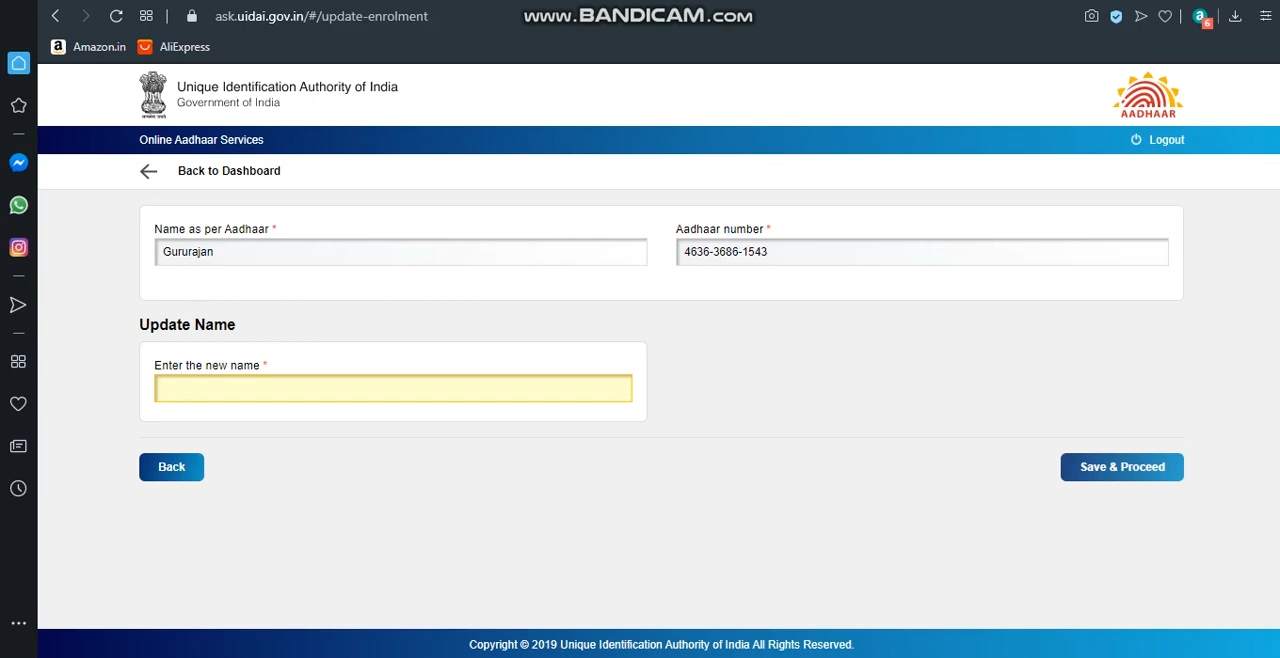 ask.uidai.gov.in/#/update-enrolment
www.BANDICAM.com
6
a Amazon.in AliExpress
Unique Identification Authority of India
Government of India
AADHAAR
Online Aadhaar Services
Logout
Back to Dashboard
Name as per Aadhaar *
Aadhaar number *
Gururajan
4636-3686-1543
Update Name
Enter the new name *
Back
Save & Proceed
Copyright © 2019 Unique Identification Authority of India All Rights Reserved.